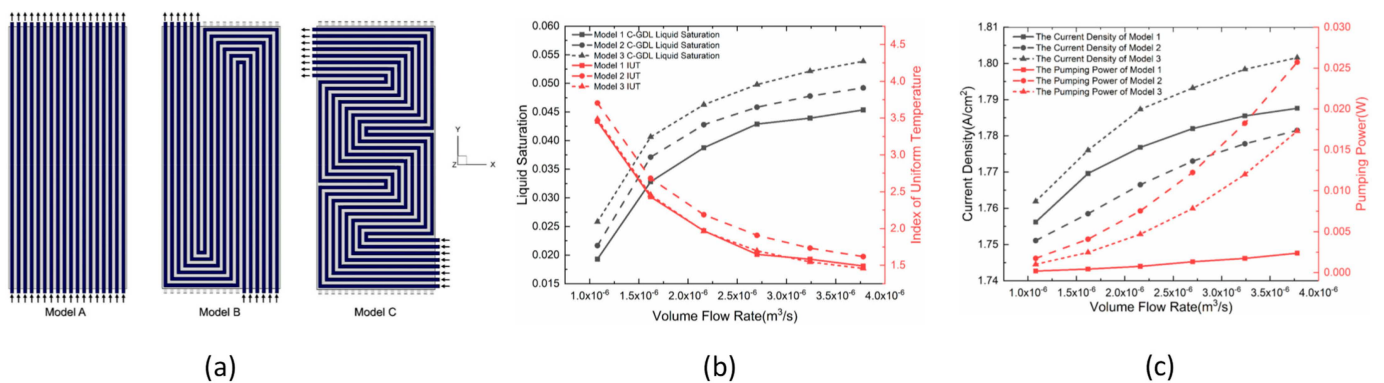 Model A
Model B
Model C
Y
Z
X
(a)
0.060
0.055
0.050
0.045
0.040
0.035
0.030
0.025
0.020
0.015
Liquid Saturation
Model 1 C-GDL Liquid Saturation
Model 2 C-GDL Liquid Saturation
Model 3 C-GDL Liquid Saturation
Model 1 IUT
Model 2 IUT
Model 3 IUT
4.5
4.0
3.5
3.0
2.5
2.0
1.5
Index of Uniform Temperature
1.0x10⁻⁶ 1.5x10⁻⁶ 2.0x10⁻⁶ 2.5x10⁻⁶ 3.0x10⁻⁶ 3.5x10⁻⁶ 4.0x10⁻⁶
Volume Flow Rate(m³/s)
(b)
1.81
1.80
1.79
1.78
1.77
1.76
1.75
1.74
Current Density(A/cm²)
The Current Density of Model 1
The Current Density of Model 2
The Current Density of Model 3
The Pumping Power of Model 1
The Pumping Power of Model 2
The Pumping Power of Model 3
0.030
0.025
0.020
0.015
0.010
0.005
0.000
Pumping Power(W)
1.0x10⁻⁶ 1.5x10⁻⁶ 2.0x10⁻⁶ 2.5x10⁻⁶ 3.0x10⁻⁶ 3.5x10⁻⁶ 4.0x10⁻⁶
Volume Flow Rate(m³/s)
(c)